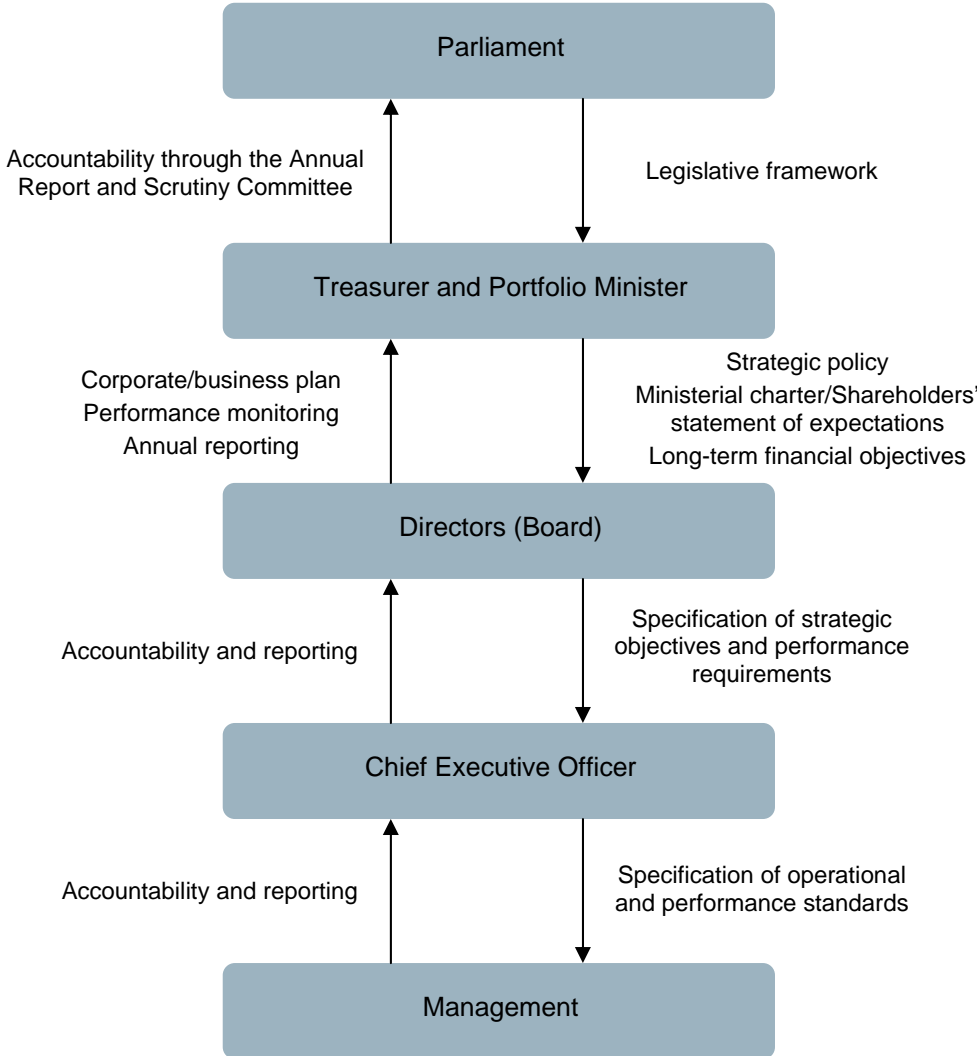 Parliament
Accountability through the Annual
Report and Scrutiny Committee
Legislative framework
Treasurer and Portfolio Minister
Corporate/business plan
Performance monitoring
Annual reporting
Strategic policy
Ministerial charter/Shareholders'
statement of expectations
Long-term financial objectives
Directors (Board)
Accountability and reporting
Specification of strategic
objectives and performance
requirements
Chief Executive Officer
Accountability and reporting
Specification of operational
and performance standards
Management